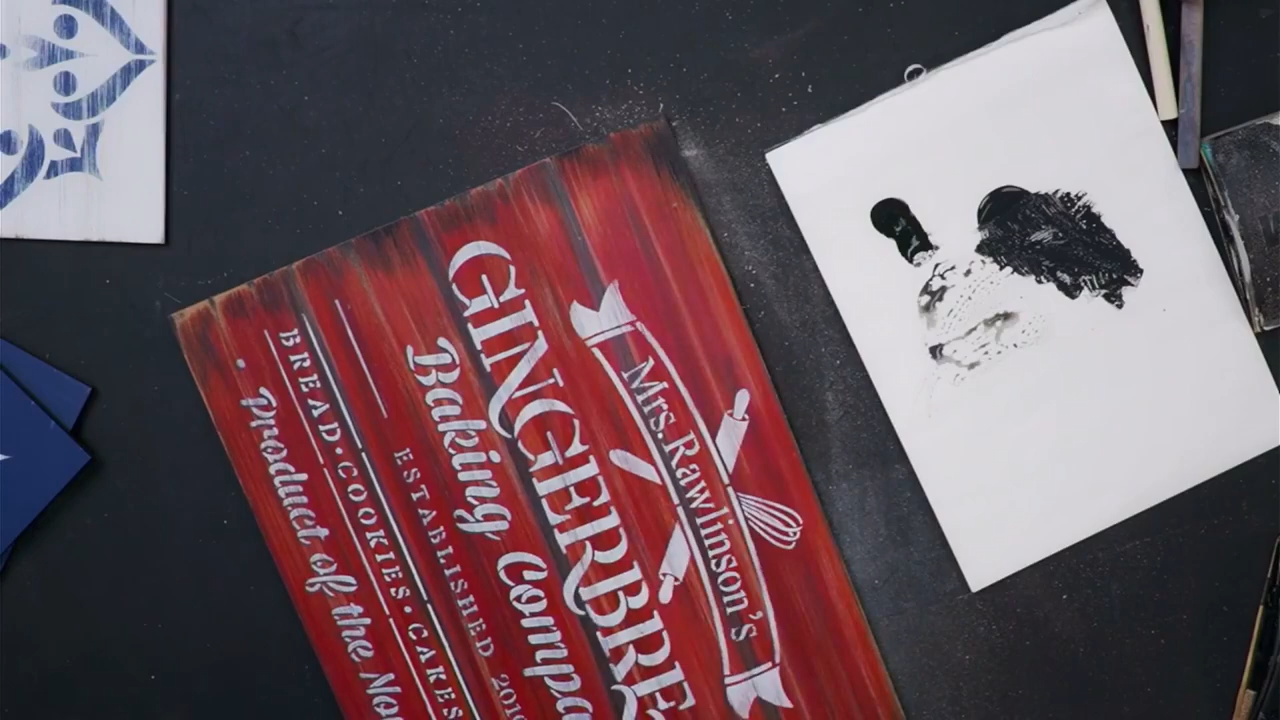 Mrs. Rawlinson's
GINGERBRE
Baking Compa
ESTABLISHED 201
BREAD • COOKIES • CAKES
Product of the No